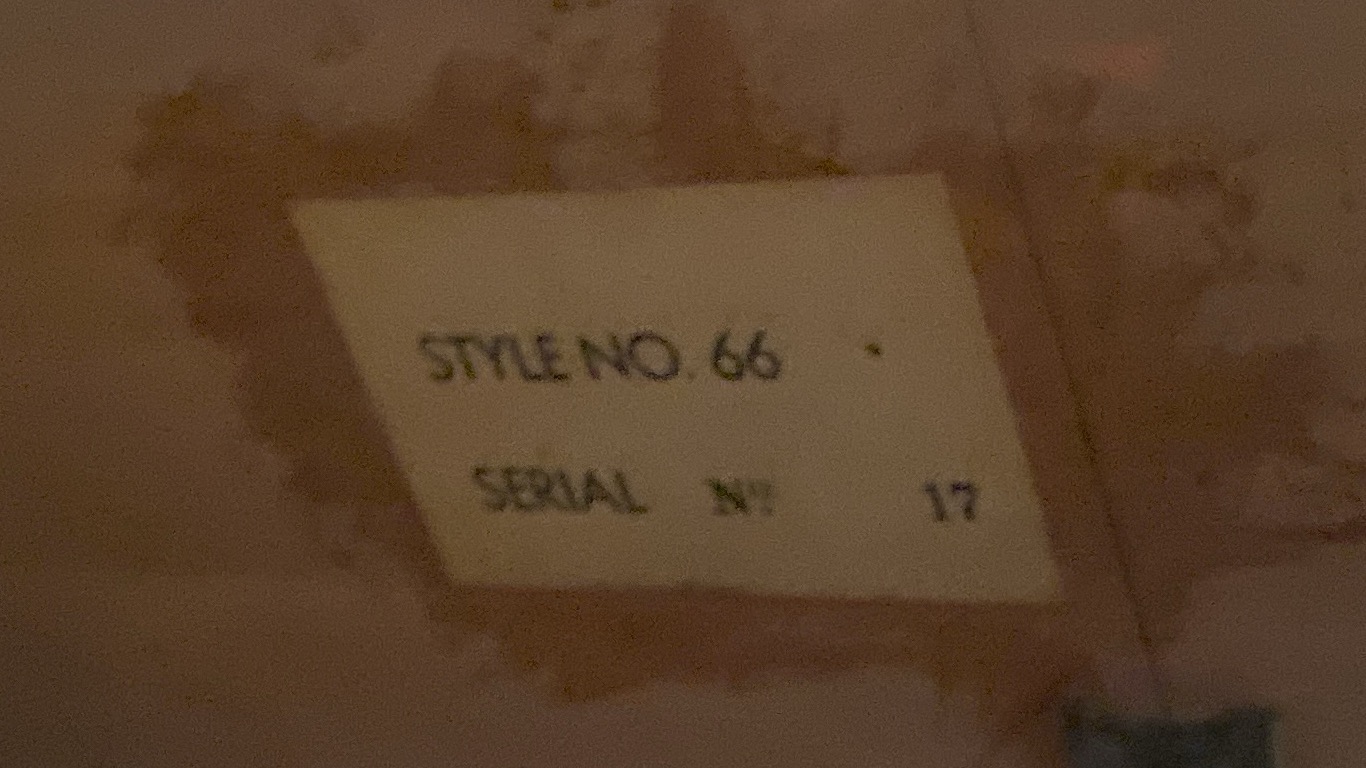 STYLE NO. 66
SERIAL Nº 17